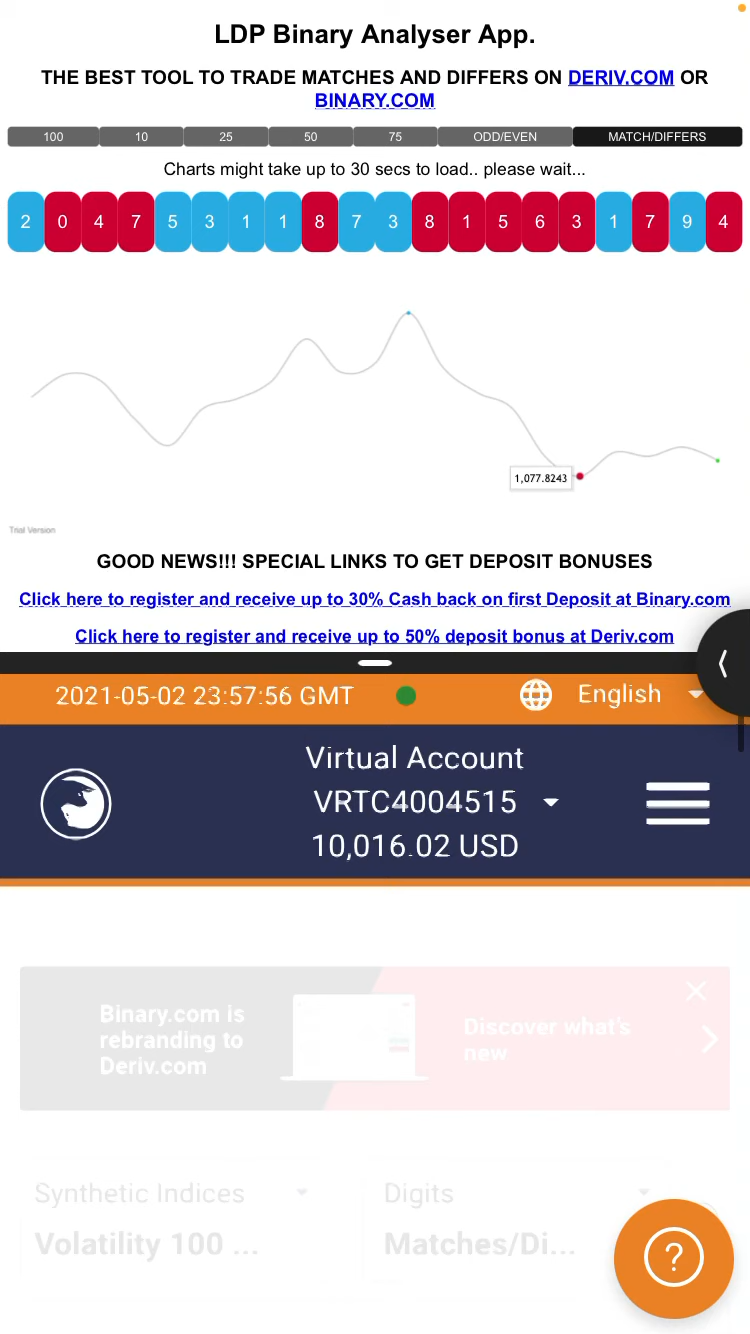 LDP Binary Analyser App.
THE BEST TOOL TO TRADE MATCHES AND DIFFERS ON DERIV.COM OR
BINARY.COM
100 10 25 50 75 ODD/EVEN MATCH/DIFFERS
Charts might take up to 30 secs to load.. please wait...
2 0 4 7 5 3 1 1 8 7 3 8 1 5 6 3 1 7 9 4
1,077.8243
Trial Version
GOOD NEWS!!! SPECIAL LINKS TO GET DEPOSIT BONUSES
Click here to register and receive up to 30% Cash back on first Deposit at Binary.com
Click here to register and receive up to 50% deposit bonus at Deriv.com
2021-05-02 23:57:56 GMT English
Virtual Account
VRTC4004515
10,016.02 USD
Binary.com is
rebranding to
Deriv.com
Discover what's
new
Synthetic Indices Digits
Volatility 100 ... Matches/Di...
?